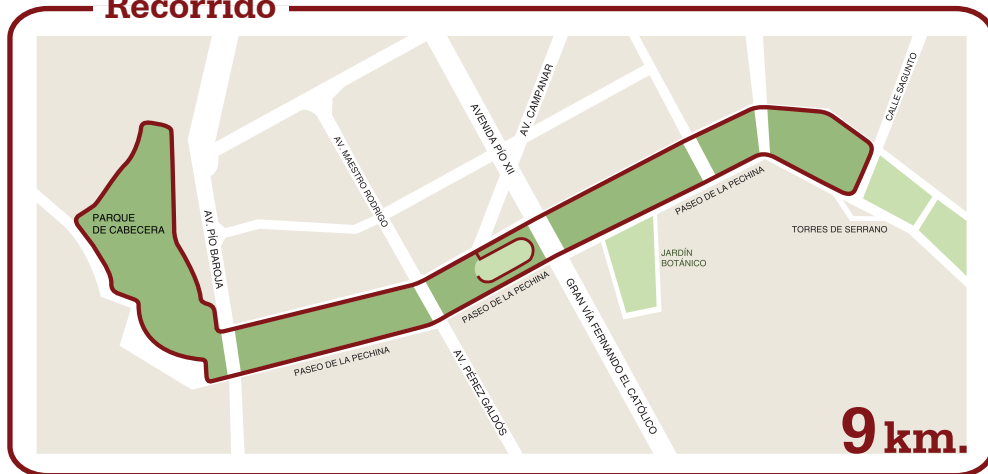 Recorrido
CALLE SAGUNTO
AV. CAMPANAR
AVENIDA PÍO XII
AV. MAESTRO RODRIGO
PASEO DE LA PECHINA
PARQUE
DE CABECERA
AV. PÍO BAROJA
TORRES DE SERRANO
JARDÍN
BOTÁNICO
PASEO DE LA PECHINA
GRAN VÍA FERNANDO EL CATÓLICO
PASEO DE LA PECHINA
AV. PÉREZ GALDÓS
9 km.